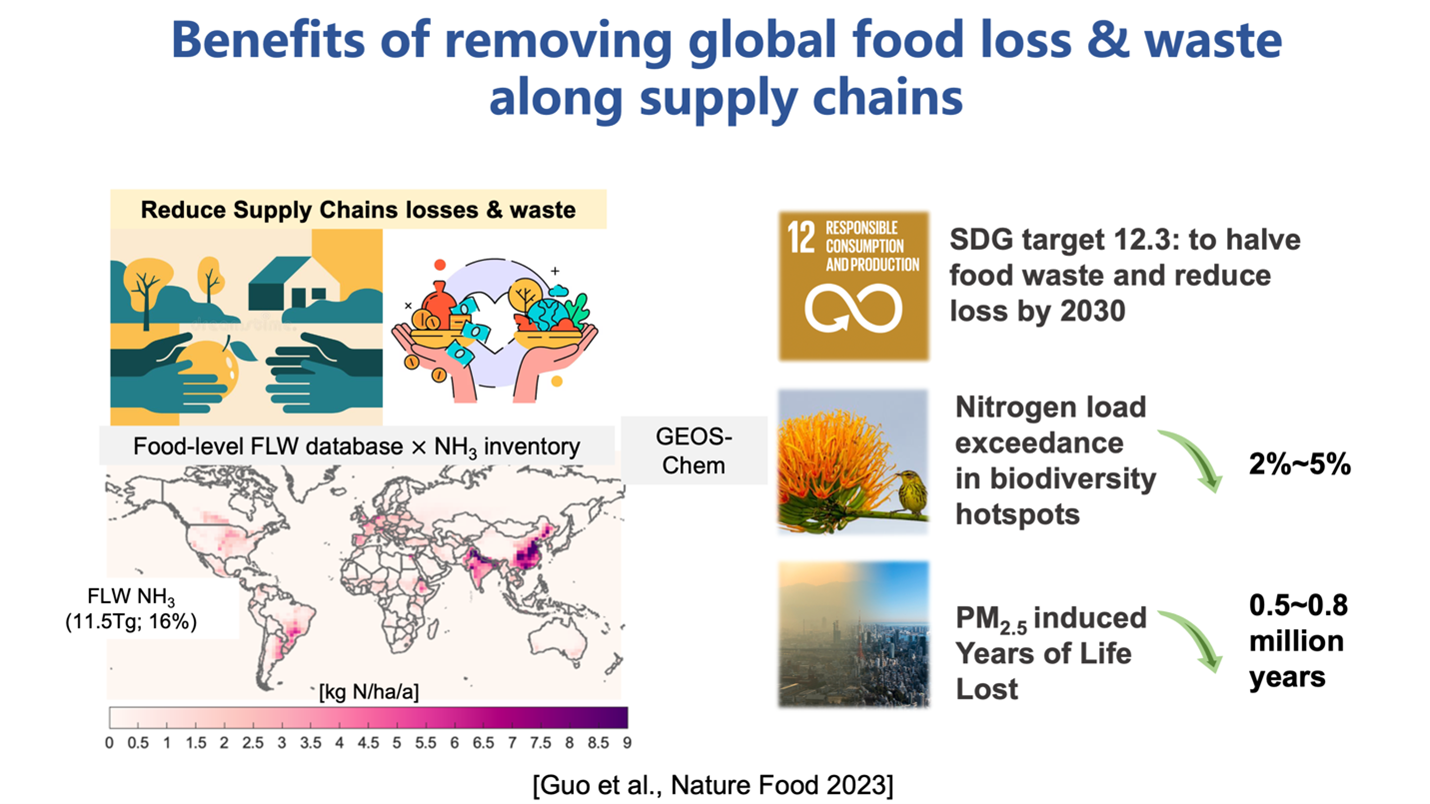 Benefits of removing global food loss & waste
along supply chains
Reduce Supply Chains losses & waste
Food-level FLW database × NH₃ inventory
FLW NH₃
(11.5Tg; 16%)
[kg N/ha/a]
0 0.5 1 1.5 2 2.5 3 3.5 4 4.5 5 5.5 6 6.5 7 7.5 8 8.5 9
GEOS-
Chem
12 RESPONSIBLE
CONSUMPTION
AND PRODUCTION
SDG target 12.3: to halve
food waste and reduce
loss by 2030
Nitrogen load
exceedance
in biodiversity
hotspots
2%~5%
PM₂.₅ induced
Years of Life
Lost
0.5~0.8
million
years
[Guo et al., Nature Food 2023]